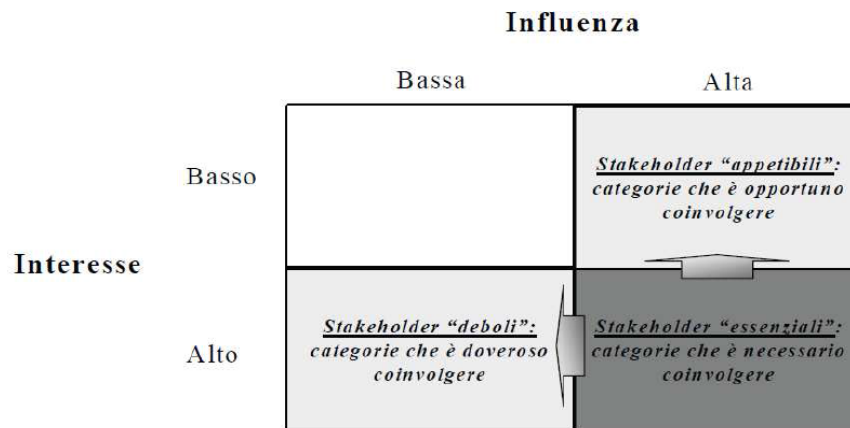 Influenza
Bassa
Alta
Basso
Stakeholder “appetibili”:
categorie che è opportuno
coinvolgere
Interesse
Alto
Stakeholder “deboli”:
categorie che è doveroso
coinvolgere
Stakeholder “essenziali”:
categorie che è necessario
coinvolgere